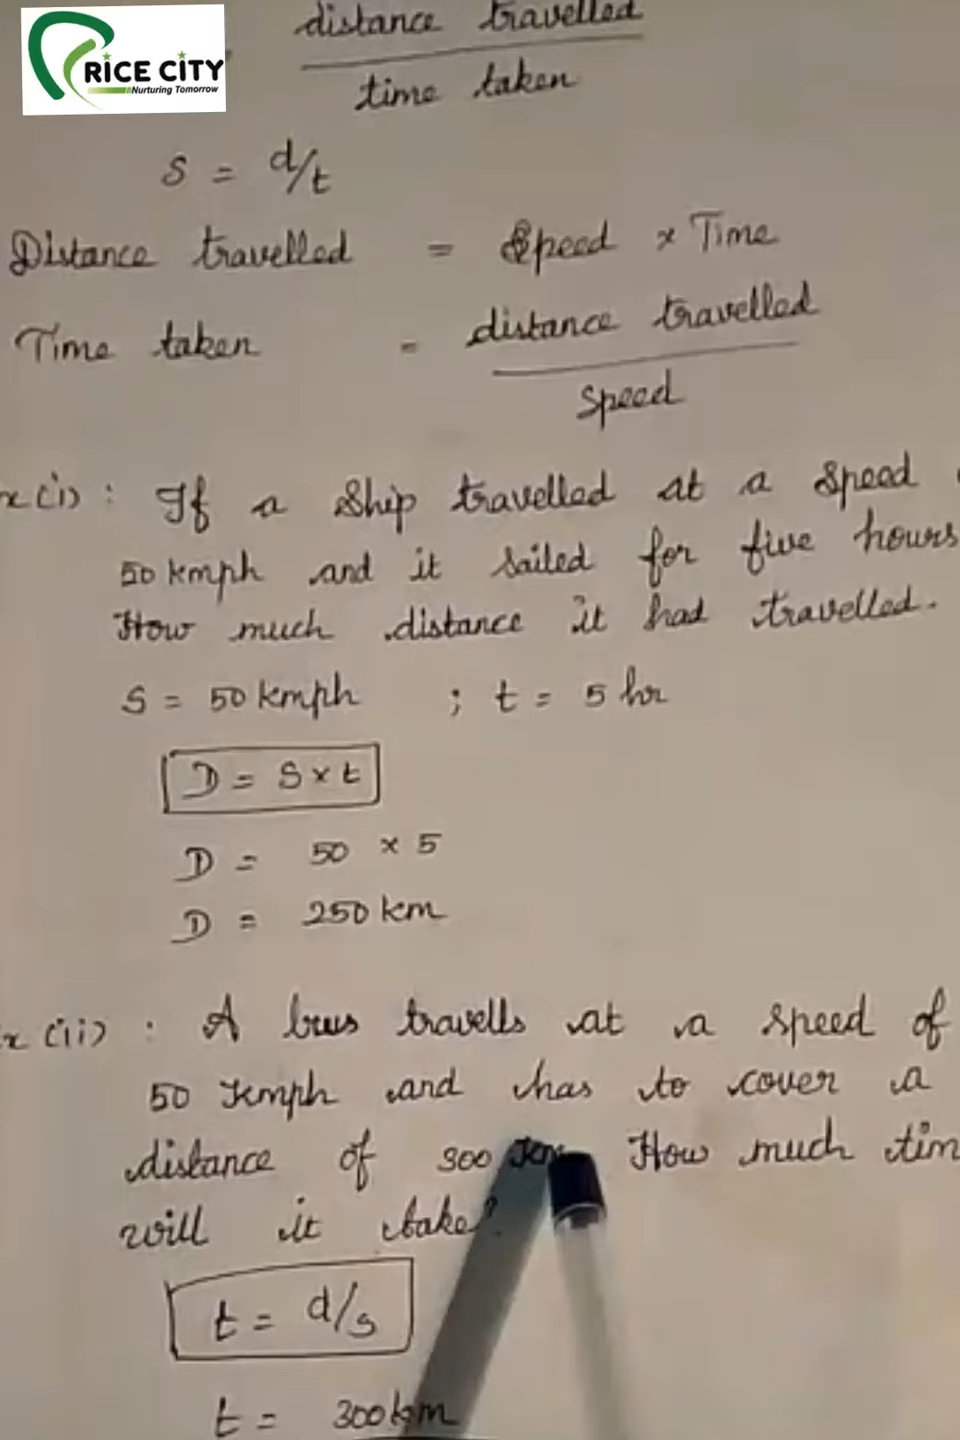 RICE CITY
Nurturing Tomorrow
distance travelled
time taken
S = d/t
Distance travelled = Speed × Time
Time taken = distance travelled
Speed
x(i) : If a ship travelled at a speed
50 kmph and it sailed for five hours
How much distance it had travelled.
S = 50 kmph ; t = 5 hr
D = S × t
D = 50 × 5
D = 250 km
x(ii) : A bus travells at a speed of
50 kmph and has to cover a
distance of 300 km How much tim
will it take?
t = d/s
t = 300 km